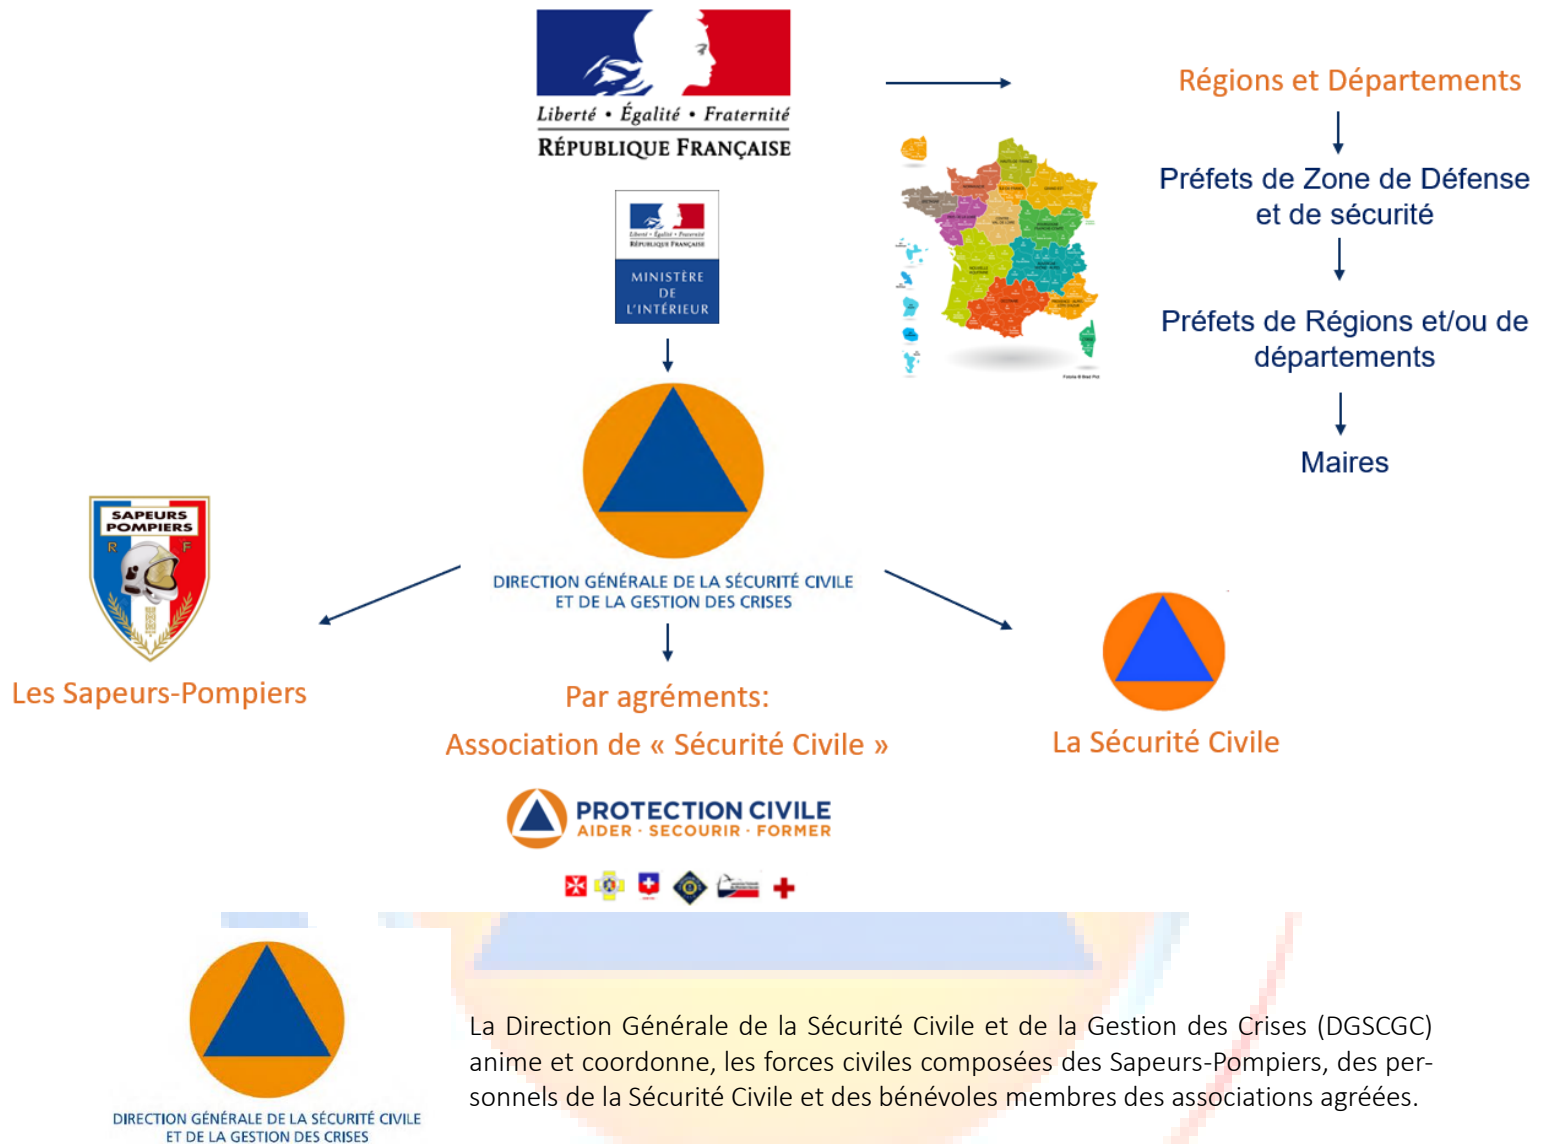 Liberté • Égalité • Fraternité
RÉPUBLIQUE FRANÇAISE
Régions et Départements
Préfets de Zone de Défense
et de sécurité
Préfets de Régions et/ou de
départements
Maires
Liberté • Égalité • Fraternité
RÉPUBLIQUE FRANÇAISE
MINISTÈRE
DE
L'INTÉRIEUR
DIRECTION GÉNÉRALE DE LA SÉCURITÉ CIVILE
ET DE LA GESTION DES CRISES
SAPEURS
POMPIERS
R F
Les Sapeurs-Pompiers
Par agréments:
Association de « Sécurité Civile »
La Sécurité Civile
PROTECTION CIVILE
AIDER · SECOURIR · FORMER
La Direction Générale de la Sécurité Civile et de la Gestion des Crises (DGSCGC)
anime et coordonne, les forces civiles composées des Sapeurs-Pompiers, des per-
sonnels de la Sécurité Civile et des bénévoles membres des associations agréées.
DIRECTION GÉNÉRALE DE LA SÉCURITÉ CIVILE
ET DE LA GESTION DES CRISES